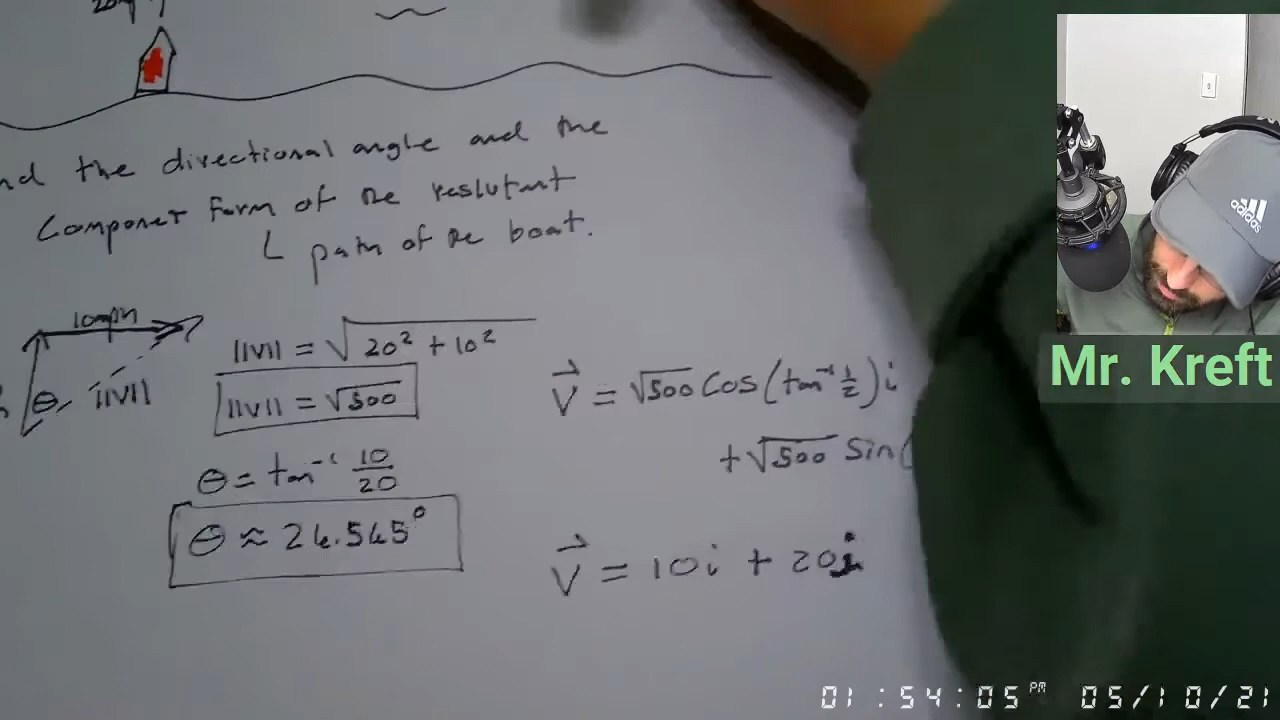 nd the directional angle and the
Componet form of the reslutant
path of the boat.
10mph
θ
||v||
||v|| = √20² + 10²
||v|| = √500
θ = tan⁻¹ 10/20
θ ≈ 26.565°
V⃗ = √500 Cos(tan⁻¹ 1/2)i
+ √500 Sin(
V⃗ = 10i + 20j
adidas
Mr. Kreft
01:54:05 PM 05/10/21